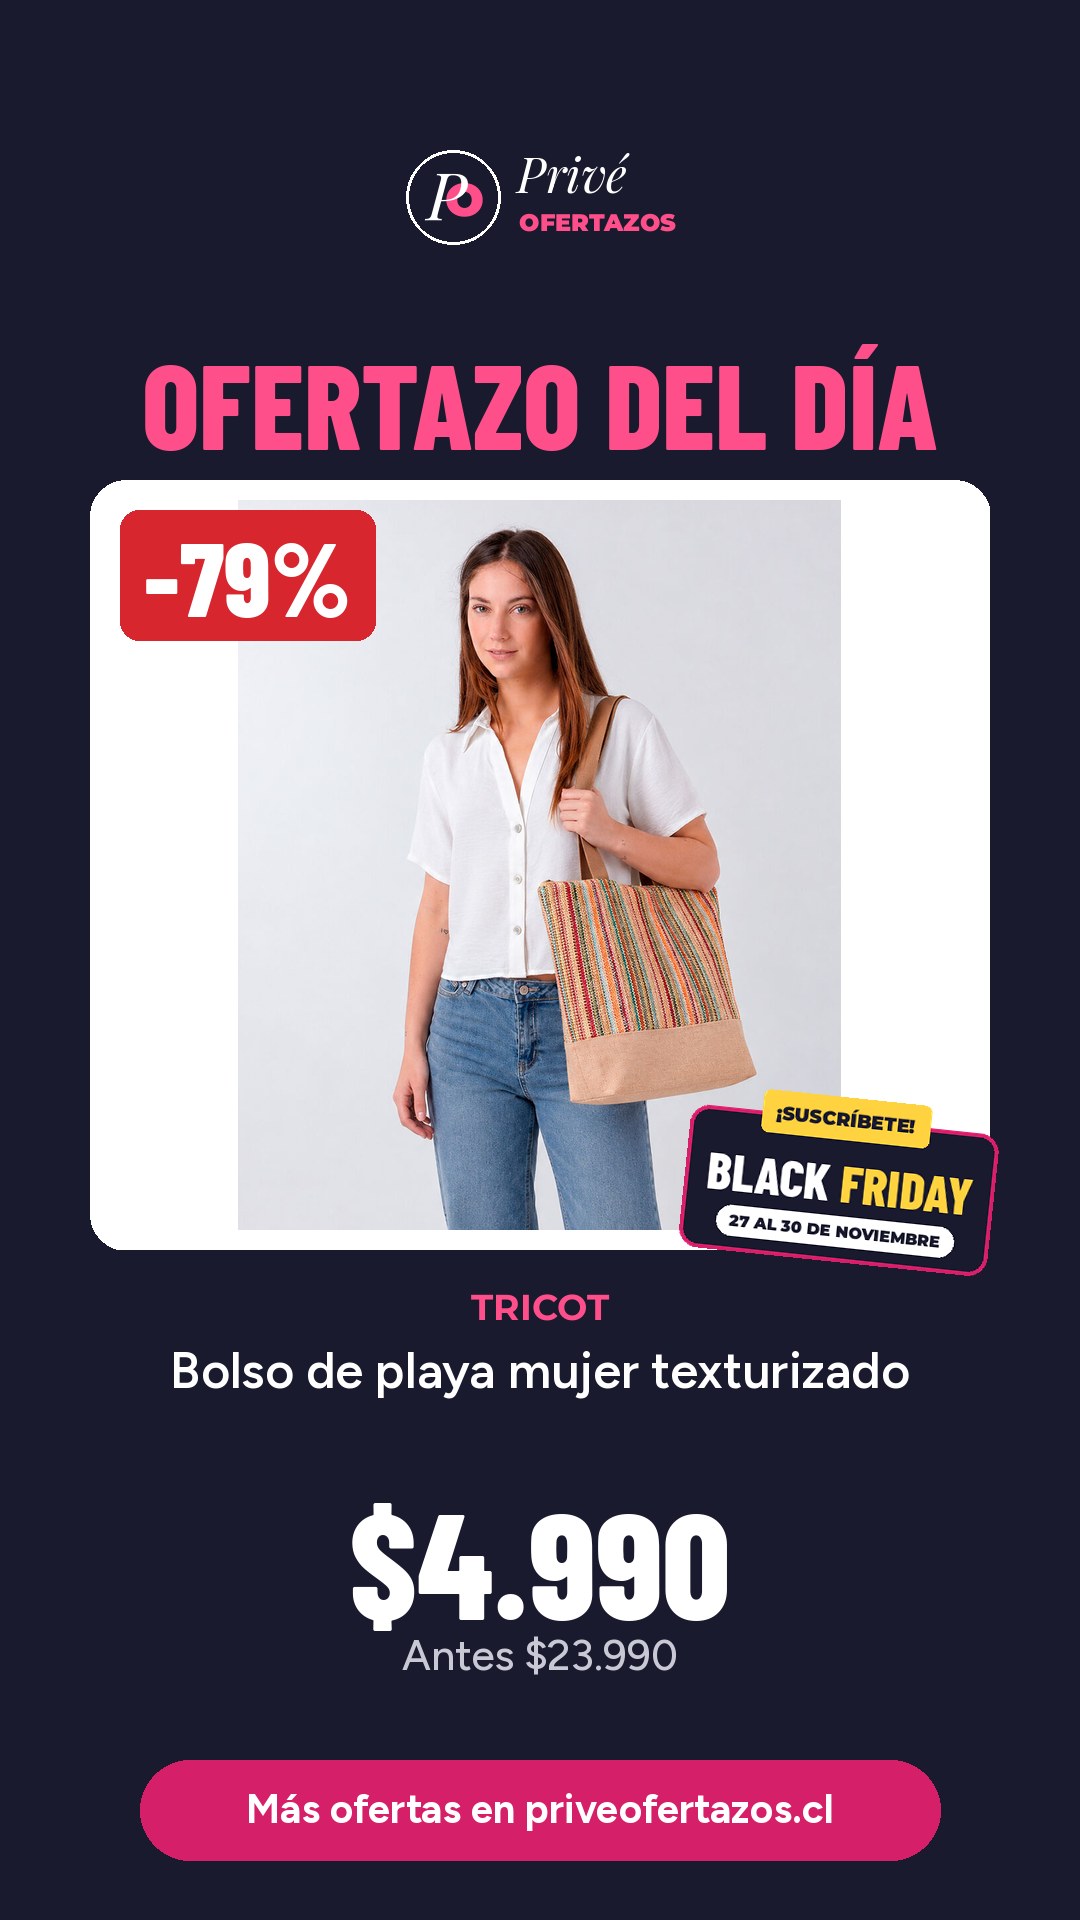 PO
Privé
OFERTAZOS
OFERTAZO DEL DÍA
-79%
¡SUSCRÍBETE!
BLACK FRIDAY
27 AL 30 DE NOVIEMBRE
TRICOT
Bolso de playa mujer texturizado
$4.990
Antes $23.990
Más ofertas en priveofertazos.cl